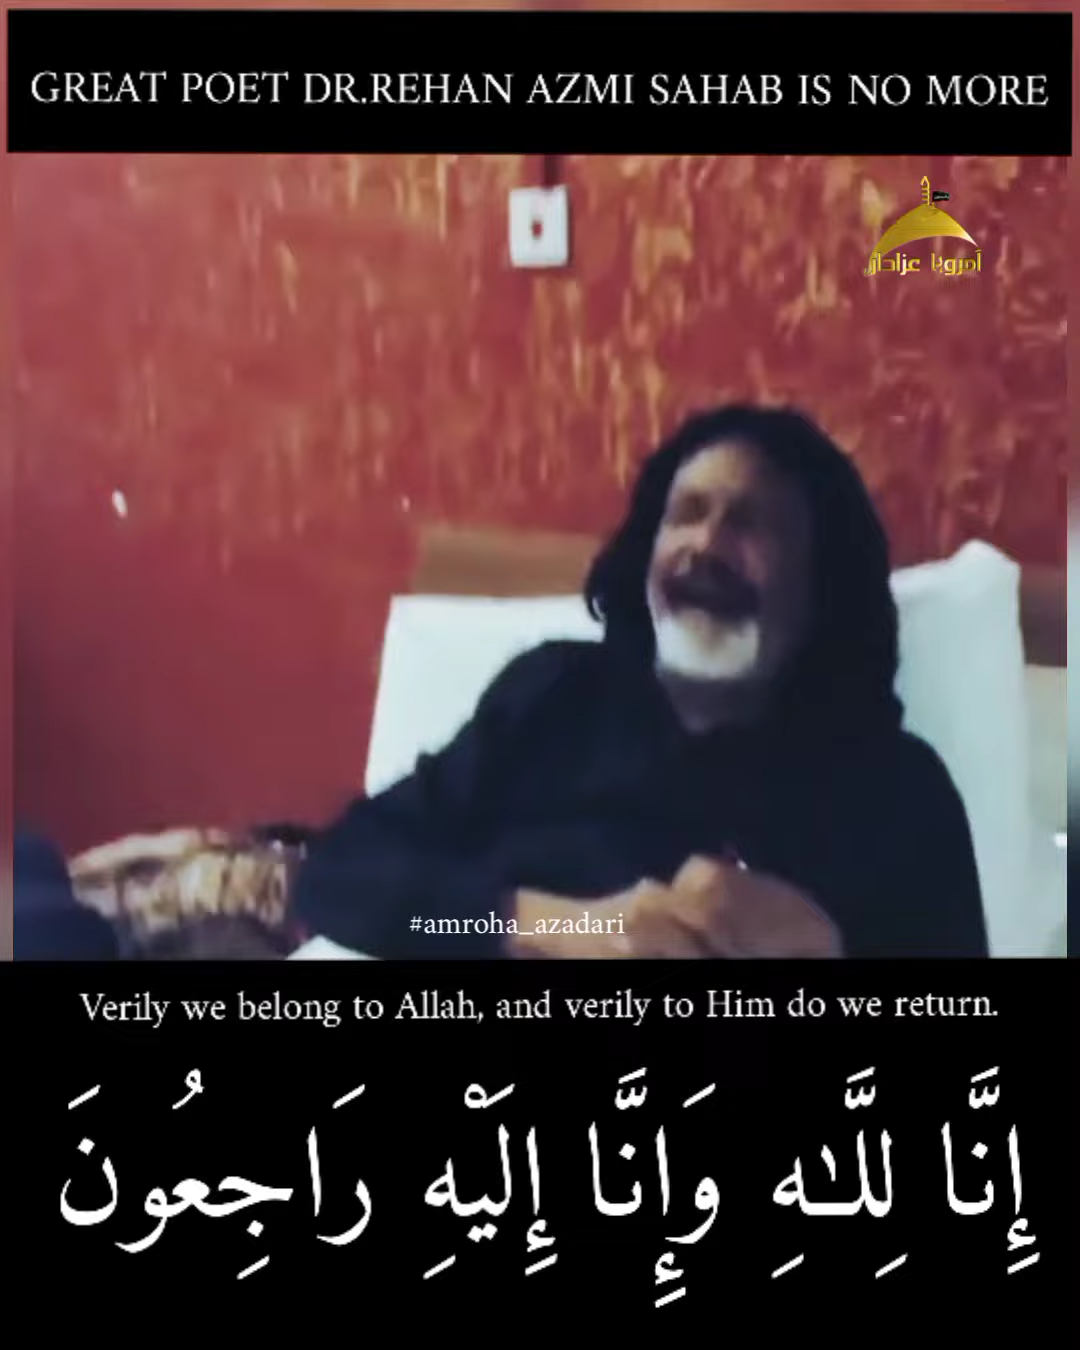 GREAT POET DR.REHAN AZMI SAHAB IS NO MORE
امروہا عزادار
#amroha_azadari
Verily we belong to Allah, and verily to Him do we return.
إِنَّا لِلَّـٰهِ وَإِنَّا إِلَيْهِ رَاجِعُونَ